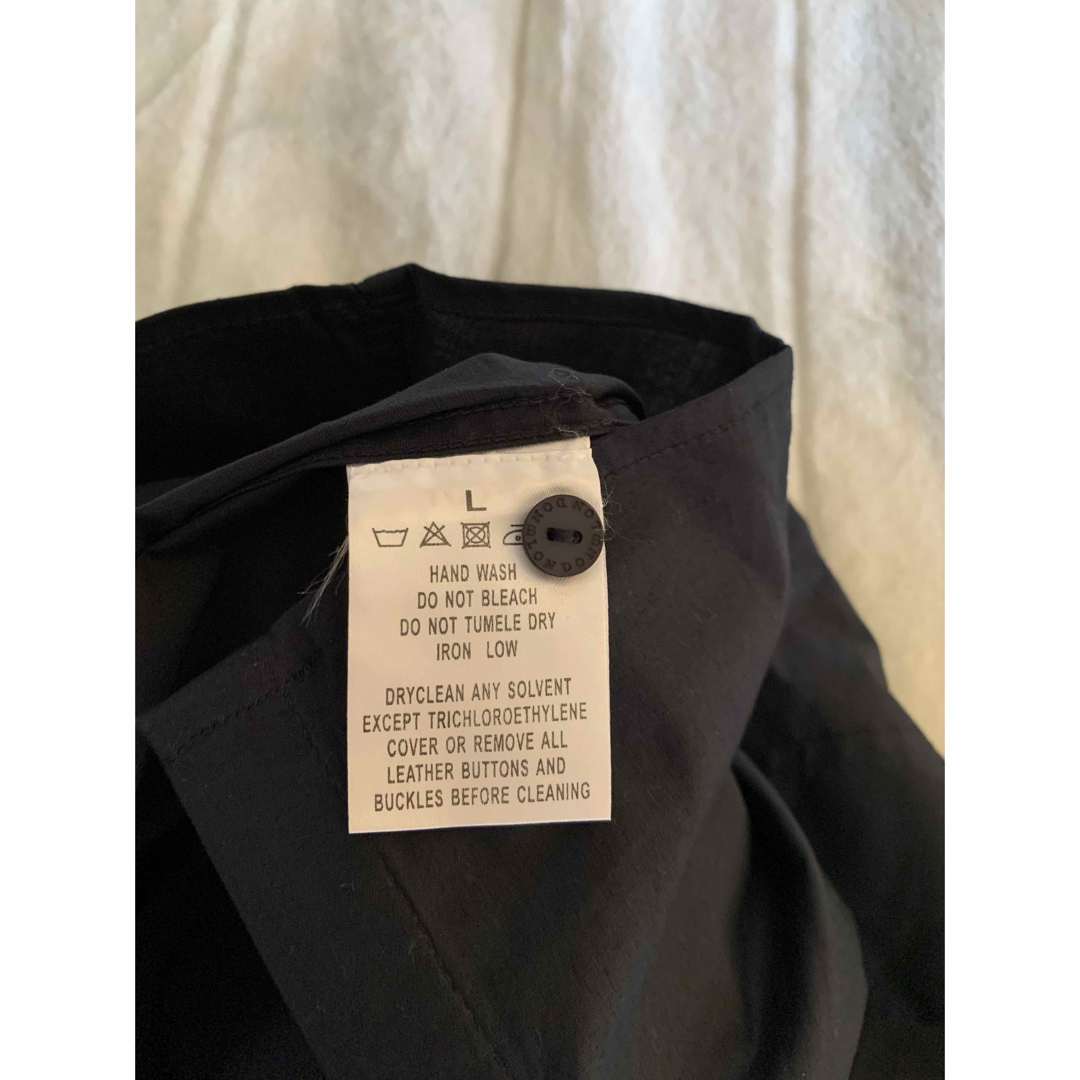 L
HAND WASH
DO NOT BLEACH
DO NOT TUMELE DRY
IRON LOW
DRYCLEAN ANY SOLVENT
EXCEPT TRICHLOROETHYLENE
COVER OR REMOVE ALL
LEATHER BUTTONS AND
BUCKLES BEFORE CLEANING